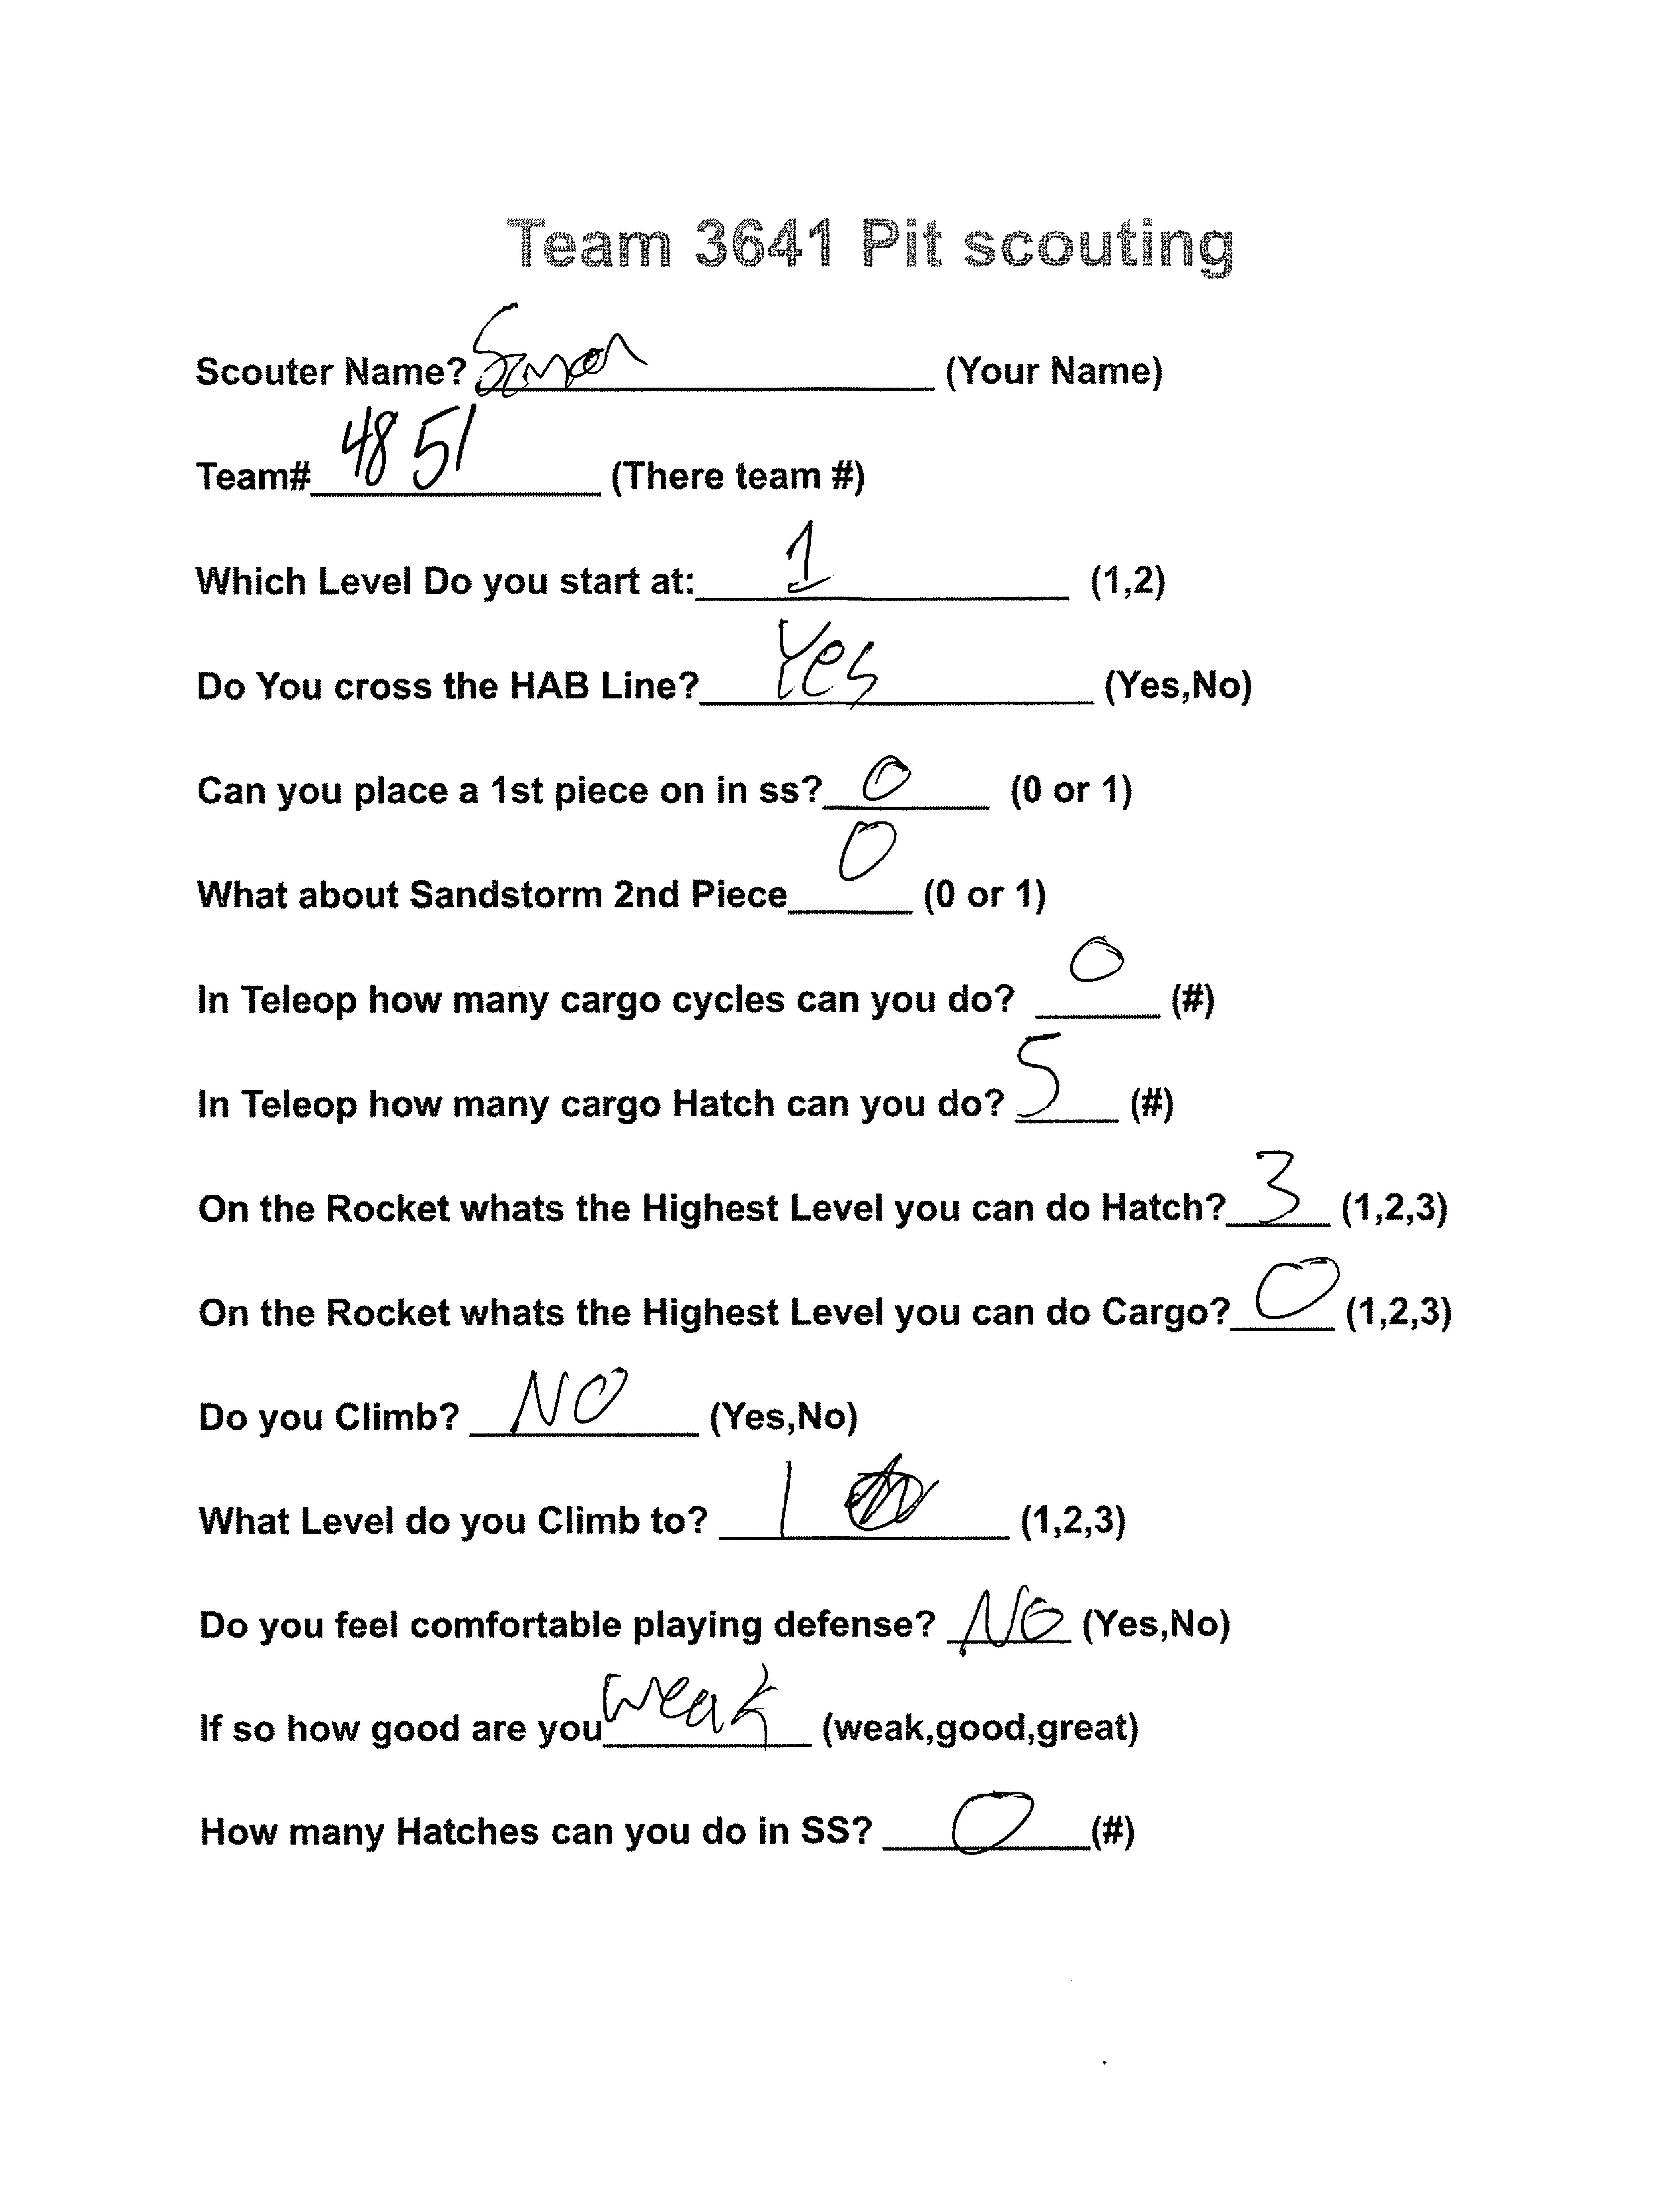 Team 3641 Pit scouting
Scouter Name? (Your Name)
Team# 4851 (There team #)
Which Level Do you start at: 1 (1,2)
Do You cross the HAB Line? Yes (Yes,No)
Can you place a 1st piece on in ss? 0 (0 or 1)
What about Sandstorm 2nd Piece 0 (0 or 1)
In Teleop how many cargo cycles can you do? 0 (#)
In Teleop how many cargo Hatch can you do? 5 (#)
On the Rocket whats the Highest Level you can do Hatch? 3 (1,2,3)
On the Rocket whats the Highest Level you can do Cargo? 0 (1,2,3)
Do you Climb? NO (Yes,No)
What Level do you Climb to? 1 (1,2,3)
Do you feel comfortable playing defense? NO (Yes,No)
If so how good are you weak (weak,good,great)
How many Hatches can you do in SS? 0 (#)